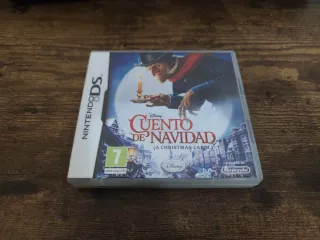 NINTENDO DS
Disney
CUENTO
DE NAVIDAD
(A CHRISTMAS CAROL)
7
Disney
Nintendo